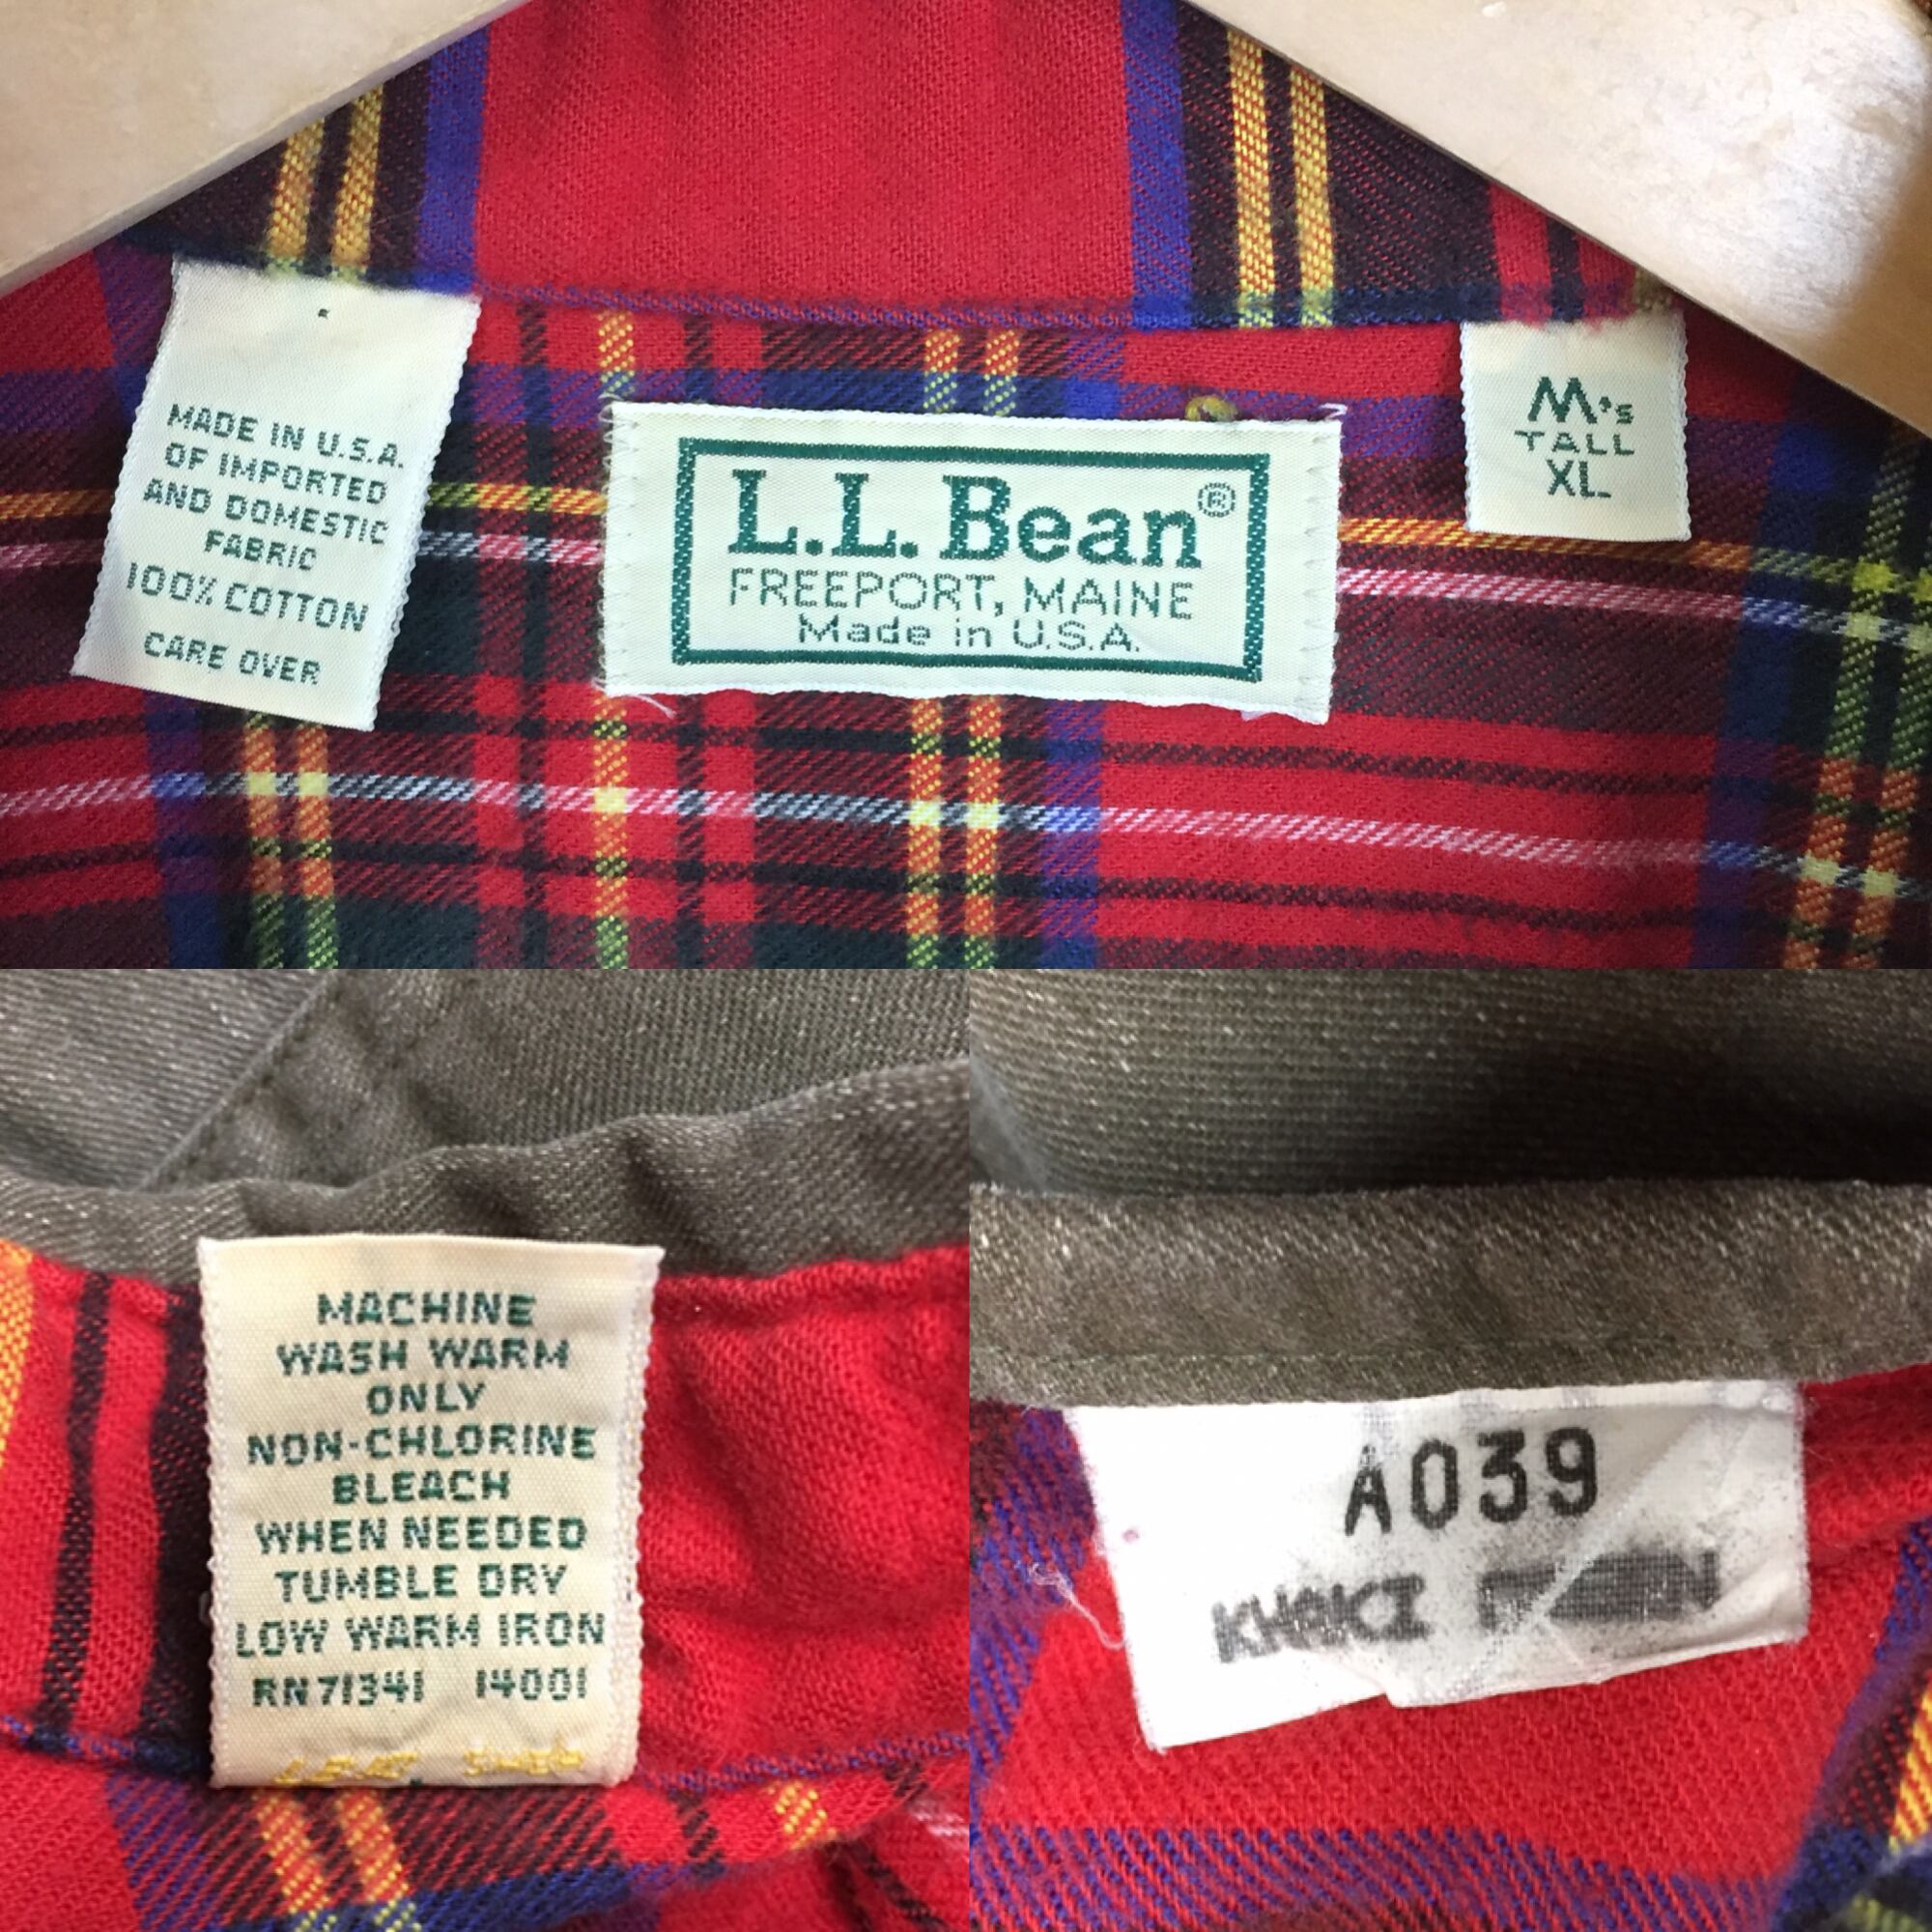 MADE IN U.S.A.
OF IMPORTED
AND DOMESTIC
FABRIC
100% COTTON
CARE OVER
L.L.Bean®
FREEPORT, MAINE
Made in U.S.A.
M's
TALL
XL
MACHINE
WASH WARM
ONLY
NON-CHLORINE
BLEACH
WHEN NEEDED
TUMBLE DRY
LOW WARM IRON
RN71341 14001
A039
KHAKI